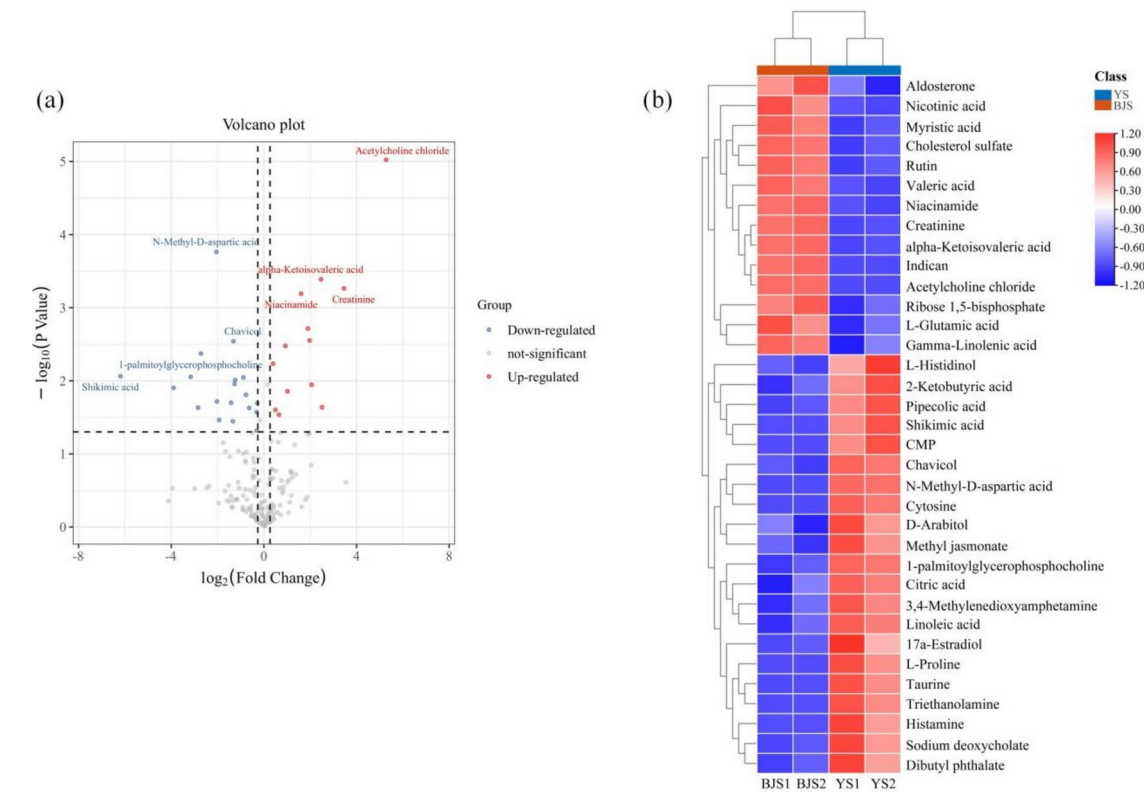 (a)
Volcano plot
Acetylcholine chloride
N-Methyl-D-aspartic acid
alpha-Ketoisovaleric acid
Niacinamide
Creatinine
Chavicol
1-palmitoylglycerophosphocholine
Shikimic acid
5
4
3
2
1
0
−log10(P Value)
-8 -4 0 4 8
log2(Fold Change)
Group
Down-regulated
not-significant
Up-regulated
(b)
Aldosterone
Nicotinic acid
Myristic acid
Cholesterol sulfate
Rutin
Valeric acid
Niacinamide
Creatinine
alpha-Ketoisovaleric acid
Indican
Acetylcholine chloride
Ribose 1,5-bisphosphate
L-Glutamic acid
Gamma-Linolenic acid
L-Histidinol
2-Ketobutyric acid
Pipecolic acid
Shikimic acid
CMP
Chavicol
N-Methyl-D-aspartic acid
Cytosine
D-Arabitol
Methyl jasmonate
1-palmitoylglycerophosphocholine
Citric acid
3,4-Methylenedioxyamphetamine
Linoleic acid
17a-Estradiol
L-Proline
Taurine
Triethanolamine
Histamine
Sodium deoxycholate
Dibutyl phthalate
BJS1 BJS2 YS1 YS2
Class
YS
BJS
1.20
0.90
0.60
0.30
0.00
-0.30
-0.60
-0.90
-1.20